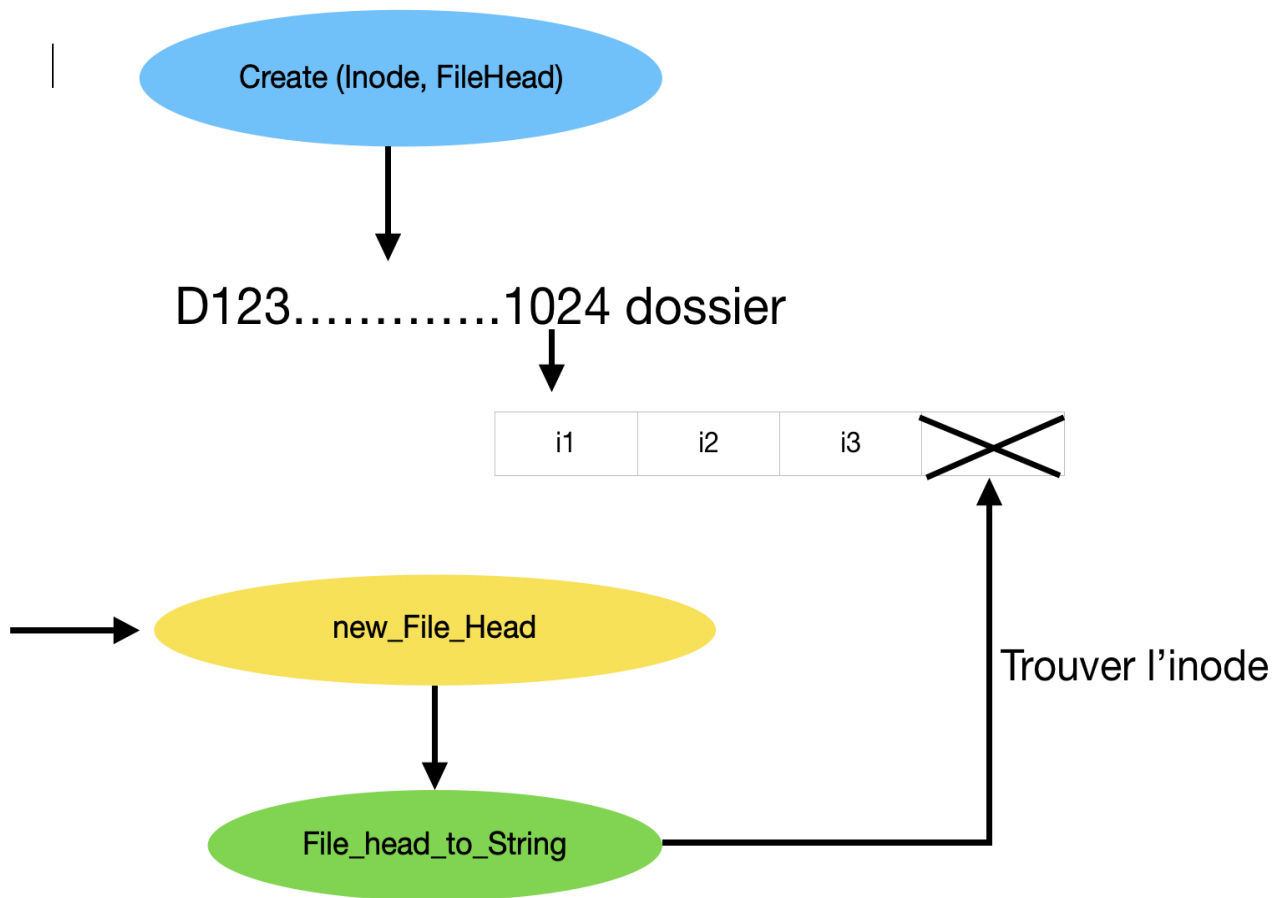 Create (Inode, FileHead)
D123.............1024 dossier
i1 i2 i3
new_File_Head
Trouver l’inode
File_head_to_String